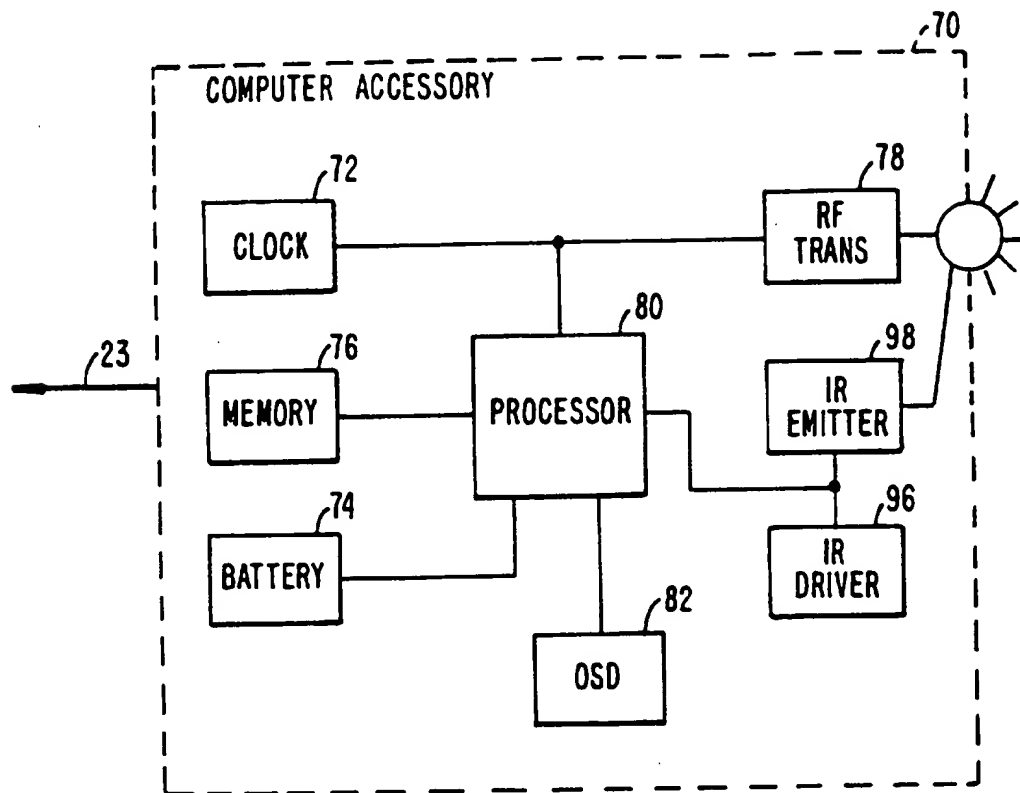 70
COMPUTER ACCESSORY
72
CLOCK
78
RF
TRANS
80
PROCESSOR
98
IR
EMITTER
23
76
MEMORY
74
BATTERY
96
IR
DRIVER
82
OSD